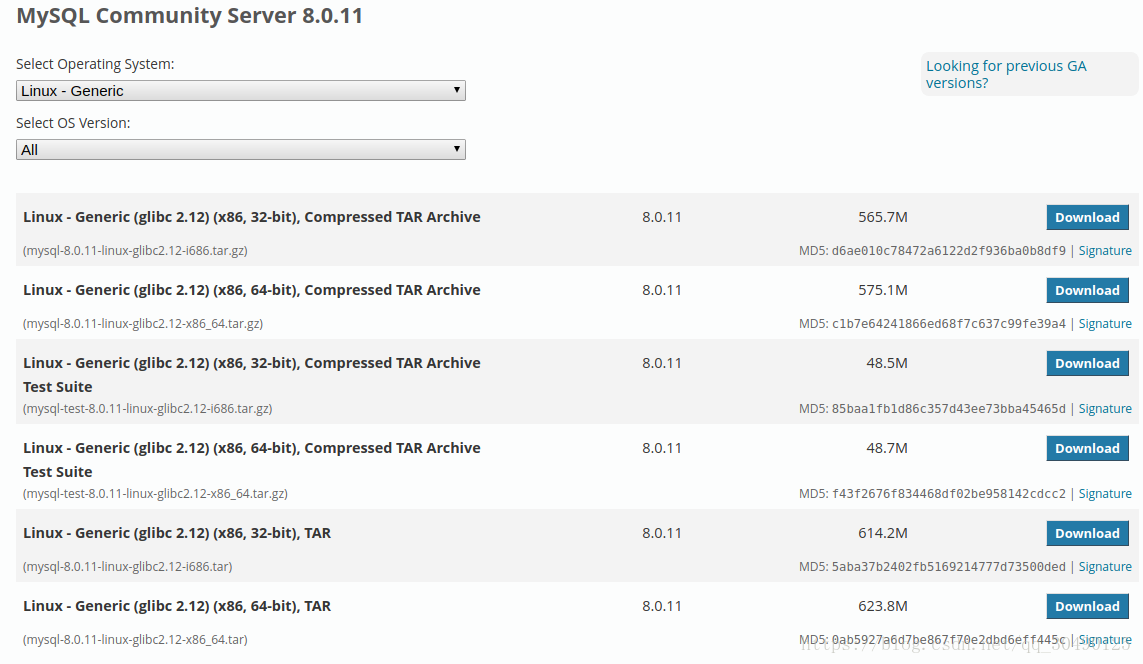 MySQL Community Server 8.0.11
Select Operating System:
Looking for previous GA
versions?
Linux - Generic
Select OS Version:
All
Linux - Generic (glibc 2.12) (x86, 32-bit), Compressed TAR Archive 8.0.11 565.7M Download
(mysql-8.0.11-linux-glibc2.12-i686.tar.gz) MD5: d6ae010c78472a6122d2f936ba0b8df9 | Signature
Linux - Generic (glibc 2.12) (x86, 64-bit), Compressed TAR Archive 8.0.11 575.1M Download
(mysql-8.0.11-linux-glibc2.12-x86_64.tar.gz) MD5: c1b7e64241866ed68f7c637c99fe39a4 | Signature
Linux - Generic (glibc 2.12) (x86, 32-bit), Compressed TAR Archive 8.0.11 48.5M Download
Test Suite
(mysql-test-8.0.11-linux-glibc2.12-i686.tar.gz) MD5: 85baa1fb1d86c357d43ee73bba45465d | Signature
Linux - Generic (glibc 2.12) (x86, 64-bit), Compressed TAR Archive 8.0.11 48.7M Download
Test Suite
(mysql-test-8.0.11-linux-glibc2.12-x86_64.tar.gz) MD5: f43f2676f834468df02be958142cdcc2 | Signature
Linux - Generic (glibc 2.12) (x86, 32-bit), TAR 8.0.11 614.2M Download
(mysql-8.0.11-linux-glibc2.12-i686.tar) MD5: 5aba37b2402fb5169214777d73500ded | Signature
Linux - Generic (glibc 2.12) (x86, 64-bit), TAR 8.0.11 623.8M Download
(mysql-8.0.11-linux-glibc2.12-x86_64.tar) MD5: 0ab5927a6d7be867f70e2dbd6eff445c | Signature